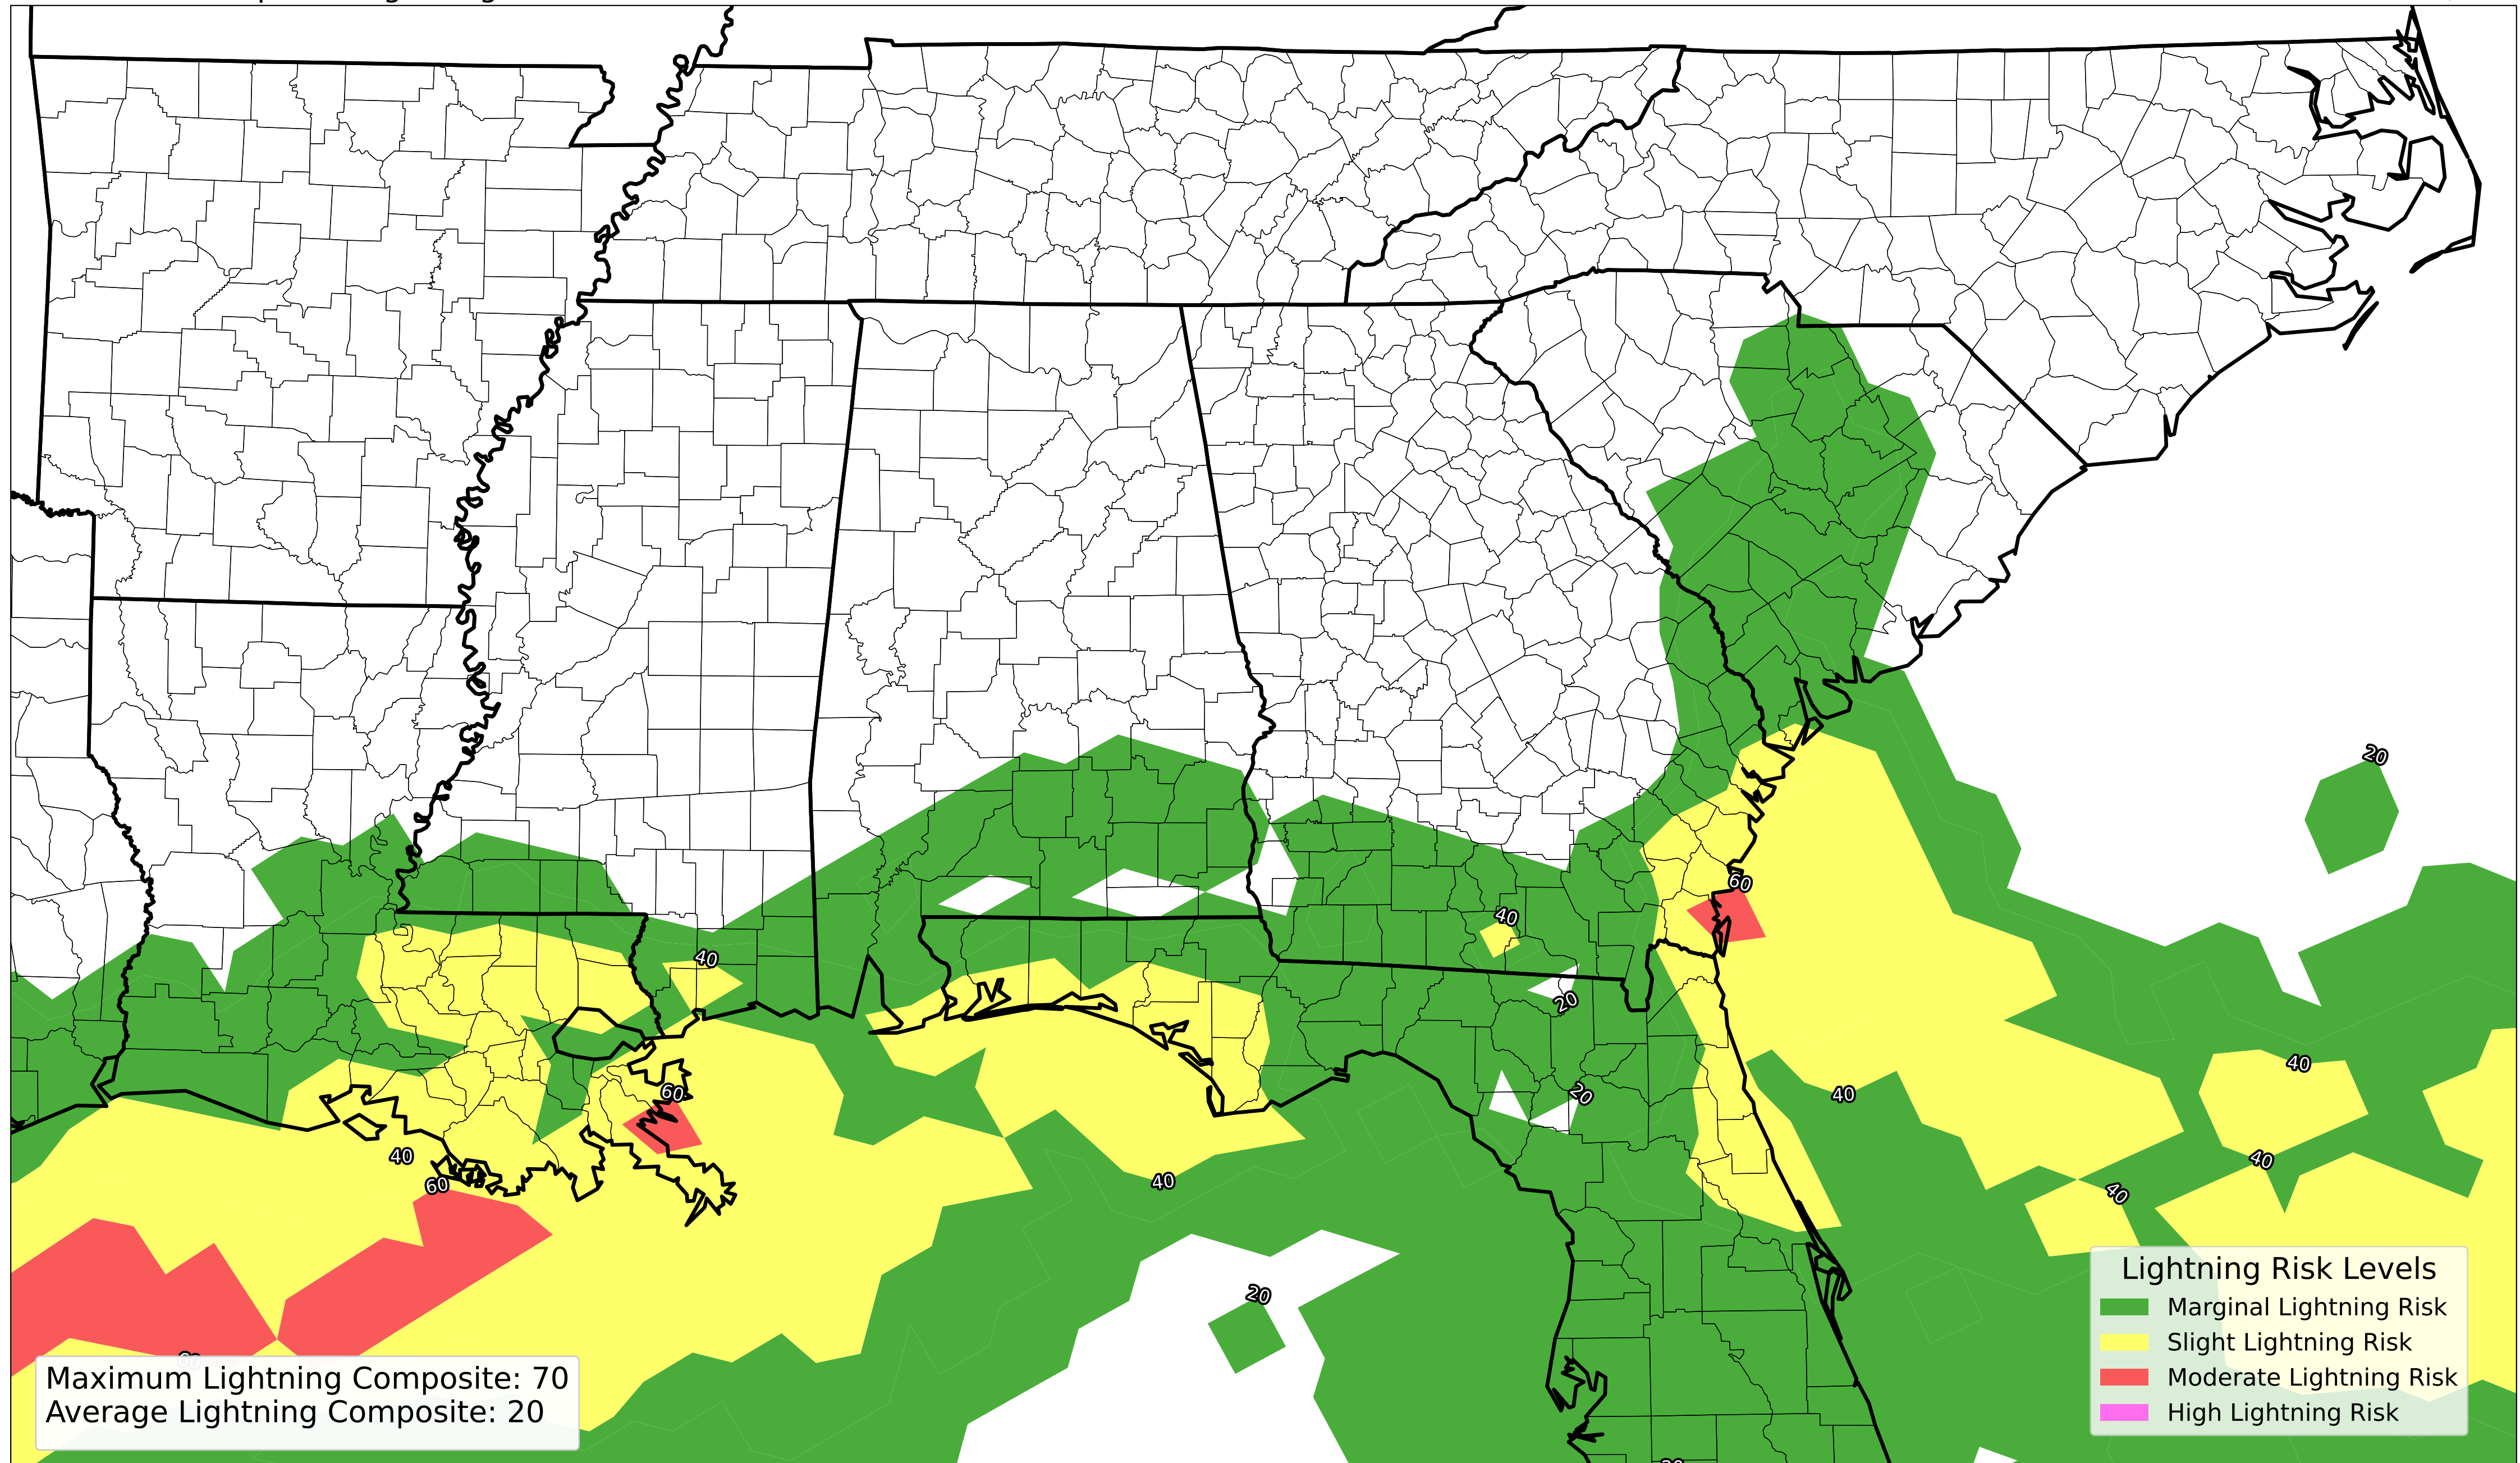 20
60
40
40
20
60
20
40
40
40
40
40
60
40
20
Lightning Risk Levels
Marginal Lightning Risk
Slight Lightning Risk
Moderate Lightning Risk
High Lightning Risk
Maximum Lightning Composite: 70
Average Lightning Composite: 20